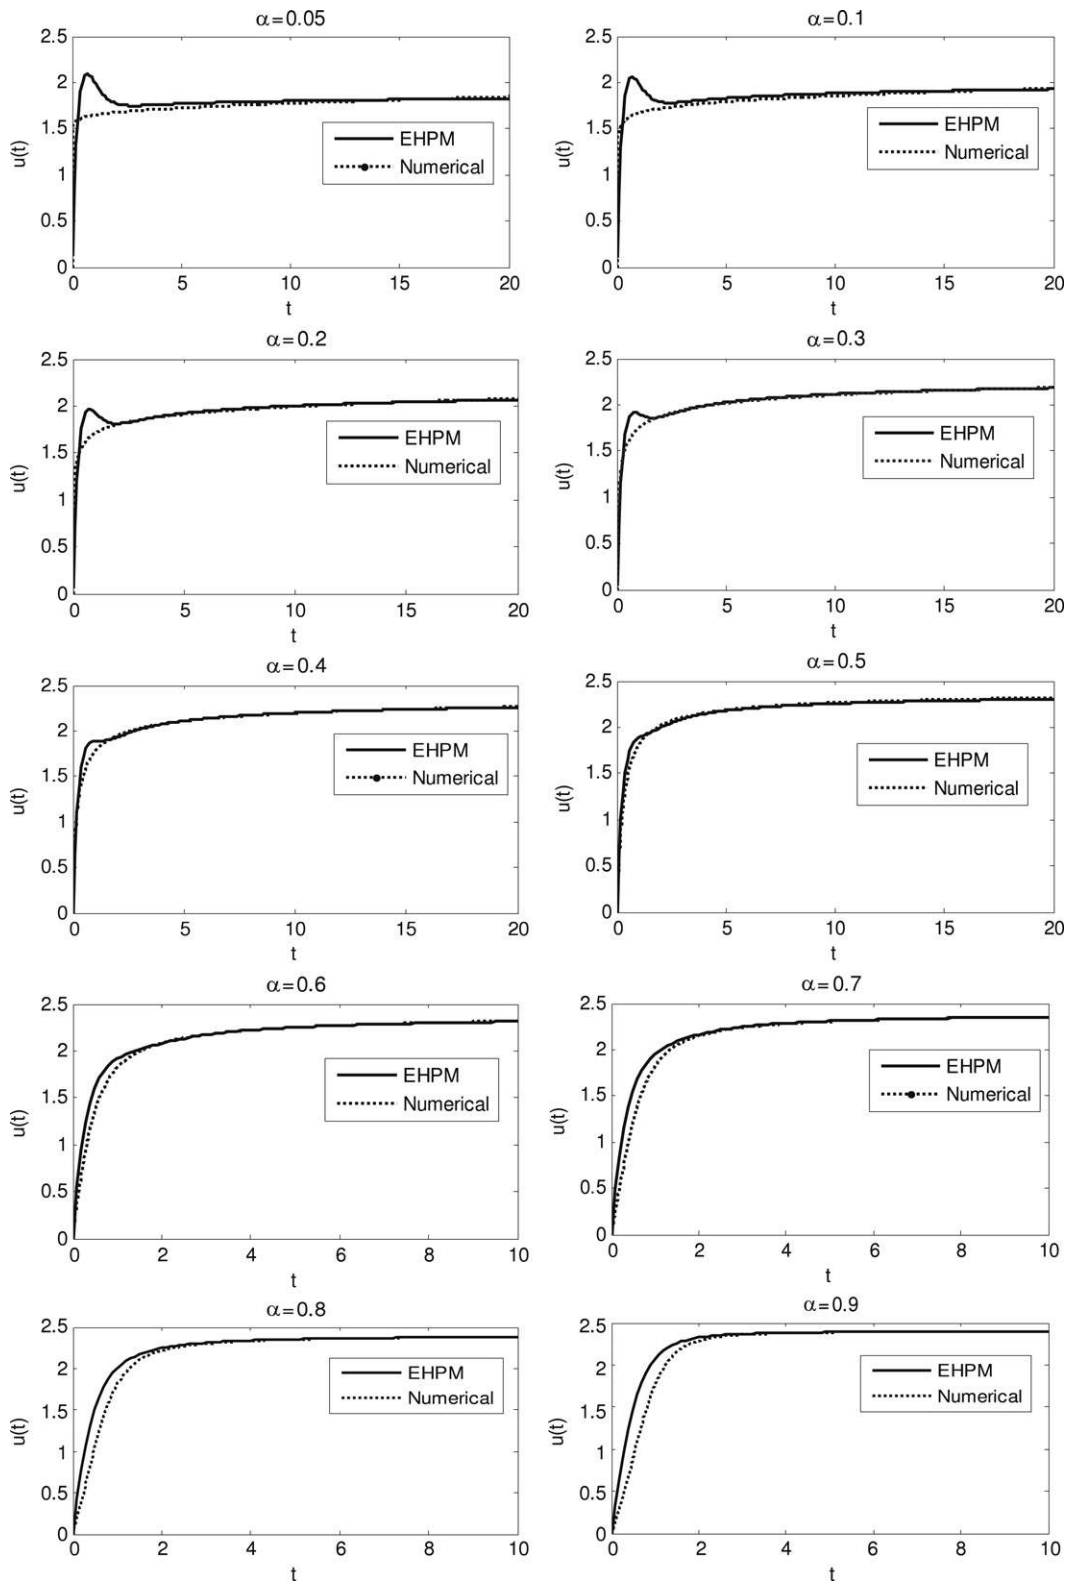 α=0.05
2.5
2
1.5
1
0.5
0
u(t)
EHPM
Numerical
5
10
15
20
t
α=0.1
2.5
2
1.5
1
0.5
0
u(t)
EHPM
Numerical
0
5
10
15
20
t
α=0.2
2.5
2
1.5
1
0.5
0
u(t)
EHPM
Numerical
0
5
10
15
20
t
α=0.3
2.5
2
1.5
1
0.5
0
u(t)
EHPM
Numerical
0
5
10
15
20
t
α=0.4
2.5
2
1.5
1
0.5
0
u(t)
EHPM
Numerical
0
5
10
15
20
t
α=0.5
2.5
2
1.5
1
0.5
0
u(t)
EHPM
Numerical
0
5
10
15
20
t
α=0.6
2.5
2
1.5
1
0.5
0
u(t)
EHPM
Numerical
0
2
4
6
8
10
t
α=0.7
2.5
2
1.5
1
0.5
0
u(t)
EHPM
Numerical
0
2
4
6
8
10
t
α=0.8
2.5
2
1.5
1
0.5
0
u(t)
EHPM
Numerical
0
2
4
6
8
10
t
α=0.9
2.5
2
1.5
1
0.5
0
u(t)
EHPM
Numerical
0
2
4
6
8
10
t